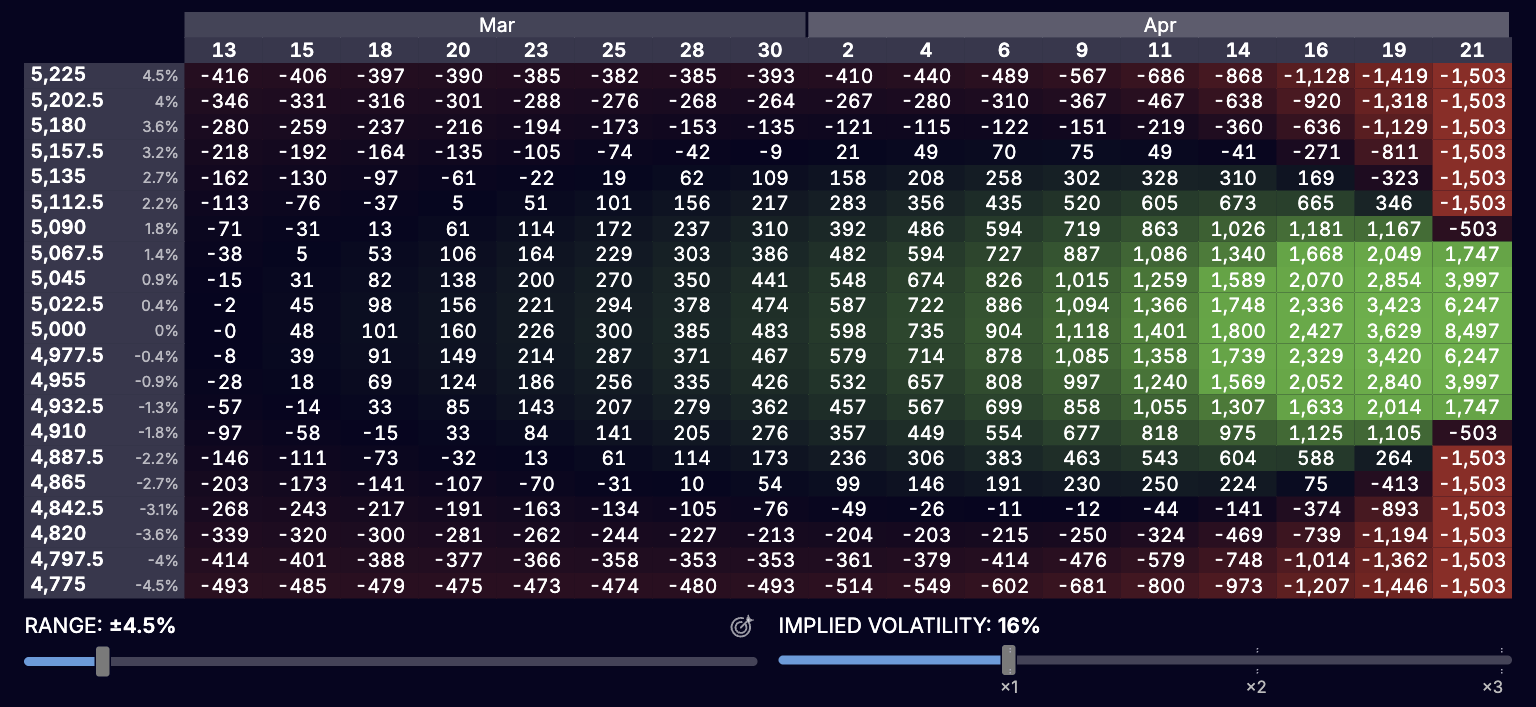 Mar Apr
13 15 18 20 23 25 28 30 2 4 6 9 11 14 16 19 21
5,225 4.5% -416 -406 -397 -390 -385 -382 -385 -393 -410 -440 -489 -567 -686 -868 -1,128 -1,419 -1,503
5,202.5 4% -346 -331 -316 -301 -288 -276 -268 -264 -267 -280 -310 -367 -467 -638 -920 -1,318 -1,503
5,180 3.6% -280 -259 -237 -216 -194 -173 -153 -135 -121 -115 -122 -151 -219 -360 -636 -1,129 -1,503
5,157.5 3.2% -218 -192 -164 -135 -105 -74 -42 -9 21 49 70 75 49 -41 -271 -811 -1,503
5,135 2.7% -162 -130 -97 -61 -22 19 62 109 158 208 258 302 328 310 169 -323 -1,503
5,112.5 2.2% -113 -76 -37 5 51 101 156 217 283 356 435 520 605 673 665 346 -1,503
5,090 1.8% -71 -31 13 61 114 172 237 310 392 486 594 719 863 1,026 1,181 1,167 -503
5,067.5 1.4% -38 5 53 106 164 229 303 386 482 594 727 887 1,086 1,340 1,668 2,049 1,747
5,045 0.9% -15 31 82 138 200 270 350 441 548 674 826 1,015 1,259 1,589 2,070 2,854 3,997
5,022.5 0.4% -2 45 98 156 221 294 378 474 587 722 886 1,094 1,366 1,748 2,336 3,423 6,247
5,000 0% -0 48 101 160 226 300 385 483 598 735 904 1,118 1,401 1,800 2,427 3,629 8,497
4,977.5 -0.4% -8 39 91 149 214 287 371 467 579 714 878 1,085 1,358 1,739 2,329 3,420 6,247
4,955 -0.9% -28 18 69 124 186 256 335 426 532 657 808 997 1,240 1,569 2,052 2,840 3,997
4,932.5 -1.3% -57 -14 33 85 143 207 279 362 457 567 699 858 1,055 1,307 1,633 2,014 1,747
4,910 -1.8% -97 -58 -15 33 84 141 205 276 357 449 554 677 818 975 1,125 1,105 -503
4,887.5 -2.2% -146 -111 -73 -32 13 61 114 173 236 306 383 463 543 604 588 264 -1,503
4,865 -2.7% -203 -173 -141 -107 -70 -31 10 54 99 146 191 230 250 224 75 -413 -1,503
4,842.5 -3.1% -268 -243 -217 -191 -163 -134 -105 -76 -49 -26 -11 -12 -44 -141 -374 -893 -1,503
4,820 -3.6% -339 -320 -300 -281 -262 -244 -227 -213 -204 -203 -215 -250 -324 -469 -739 -1,194 -1,503
4,797.5 -4% -414 -401 -388 -377 -366 -358 -353 -353 -361 -379 -414 -476 -579 -748 -1,014 -1,362 -1,503
4,775 -4.5% -493 -485 -479 -475 -473 -474 -480 -493 -514 -549 -602 -681 -800 -973 -1,207 -1,446 -1,503
RANGE: ±4.5% IMPLIED VOLATILITY: 16%
×1 ×2 ×3